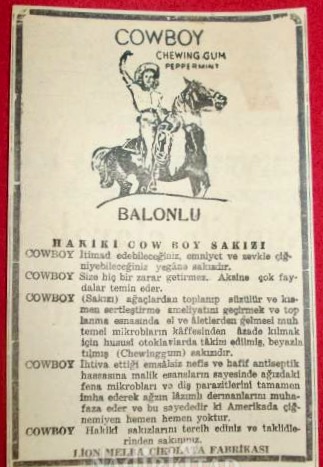 COWBOY
CHEWING GUM
PEPPERMINT
BALONLU
HAKİKİ COW BOY SAKIZI
COWBOY İtimad edebileceğiniz, emniyet ve zevkle çiğ-
niyebileceğiniz yegâne sakızdır.
COWBOY Size hiç bir zarar getirmez. Aksine çok fay-
dalar temin eder.
COWBOY (Sakızı) ağaçlardan toplanıp süzülür ve kıs-
men sertleştirme ameliyatını geçirmek ve top
lanma esnasında el ve âletlerden gelmesi muh
temel mikrobların kâffesinden âzade kılmak
için hususi otoklavlarda tâkim edilmiş, beyazla
tılmış (Chewinggum) sakızdır.
COWBOY İhtiva ettiği emsalsiz nefis ve hafif antiseptik
hassasına malik esansların sayesinde ağızdaki
fena mikrobları ve diş parazitlerini tamamen
imha ederek ağzın lâzımlı dermanlarını muha-
faza eder ve bu sayededir ki Amerikada çiğ-
nemiyen hemen hemen yoktur.
COWBOY Hakikî sakızlarını tercih ediniz ve taklidle-
rinden sakınınız.
LİON MELBA ÇİKOLATA FABRİKASI